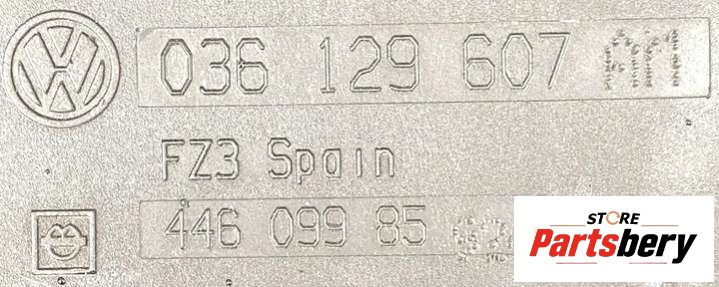 036 129 607
FZ3 Spain
446 099 85
STORE
Partsbery